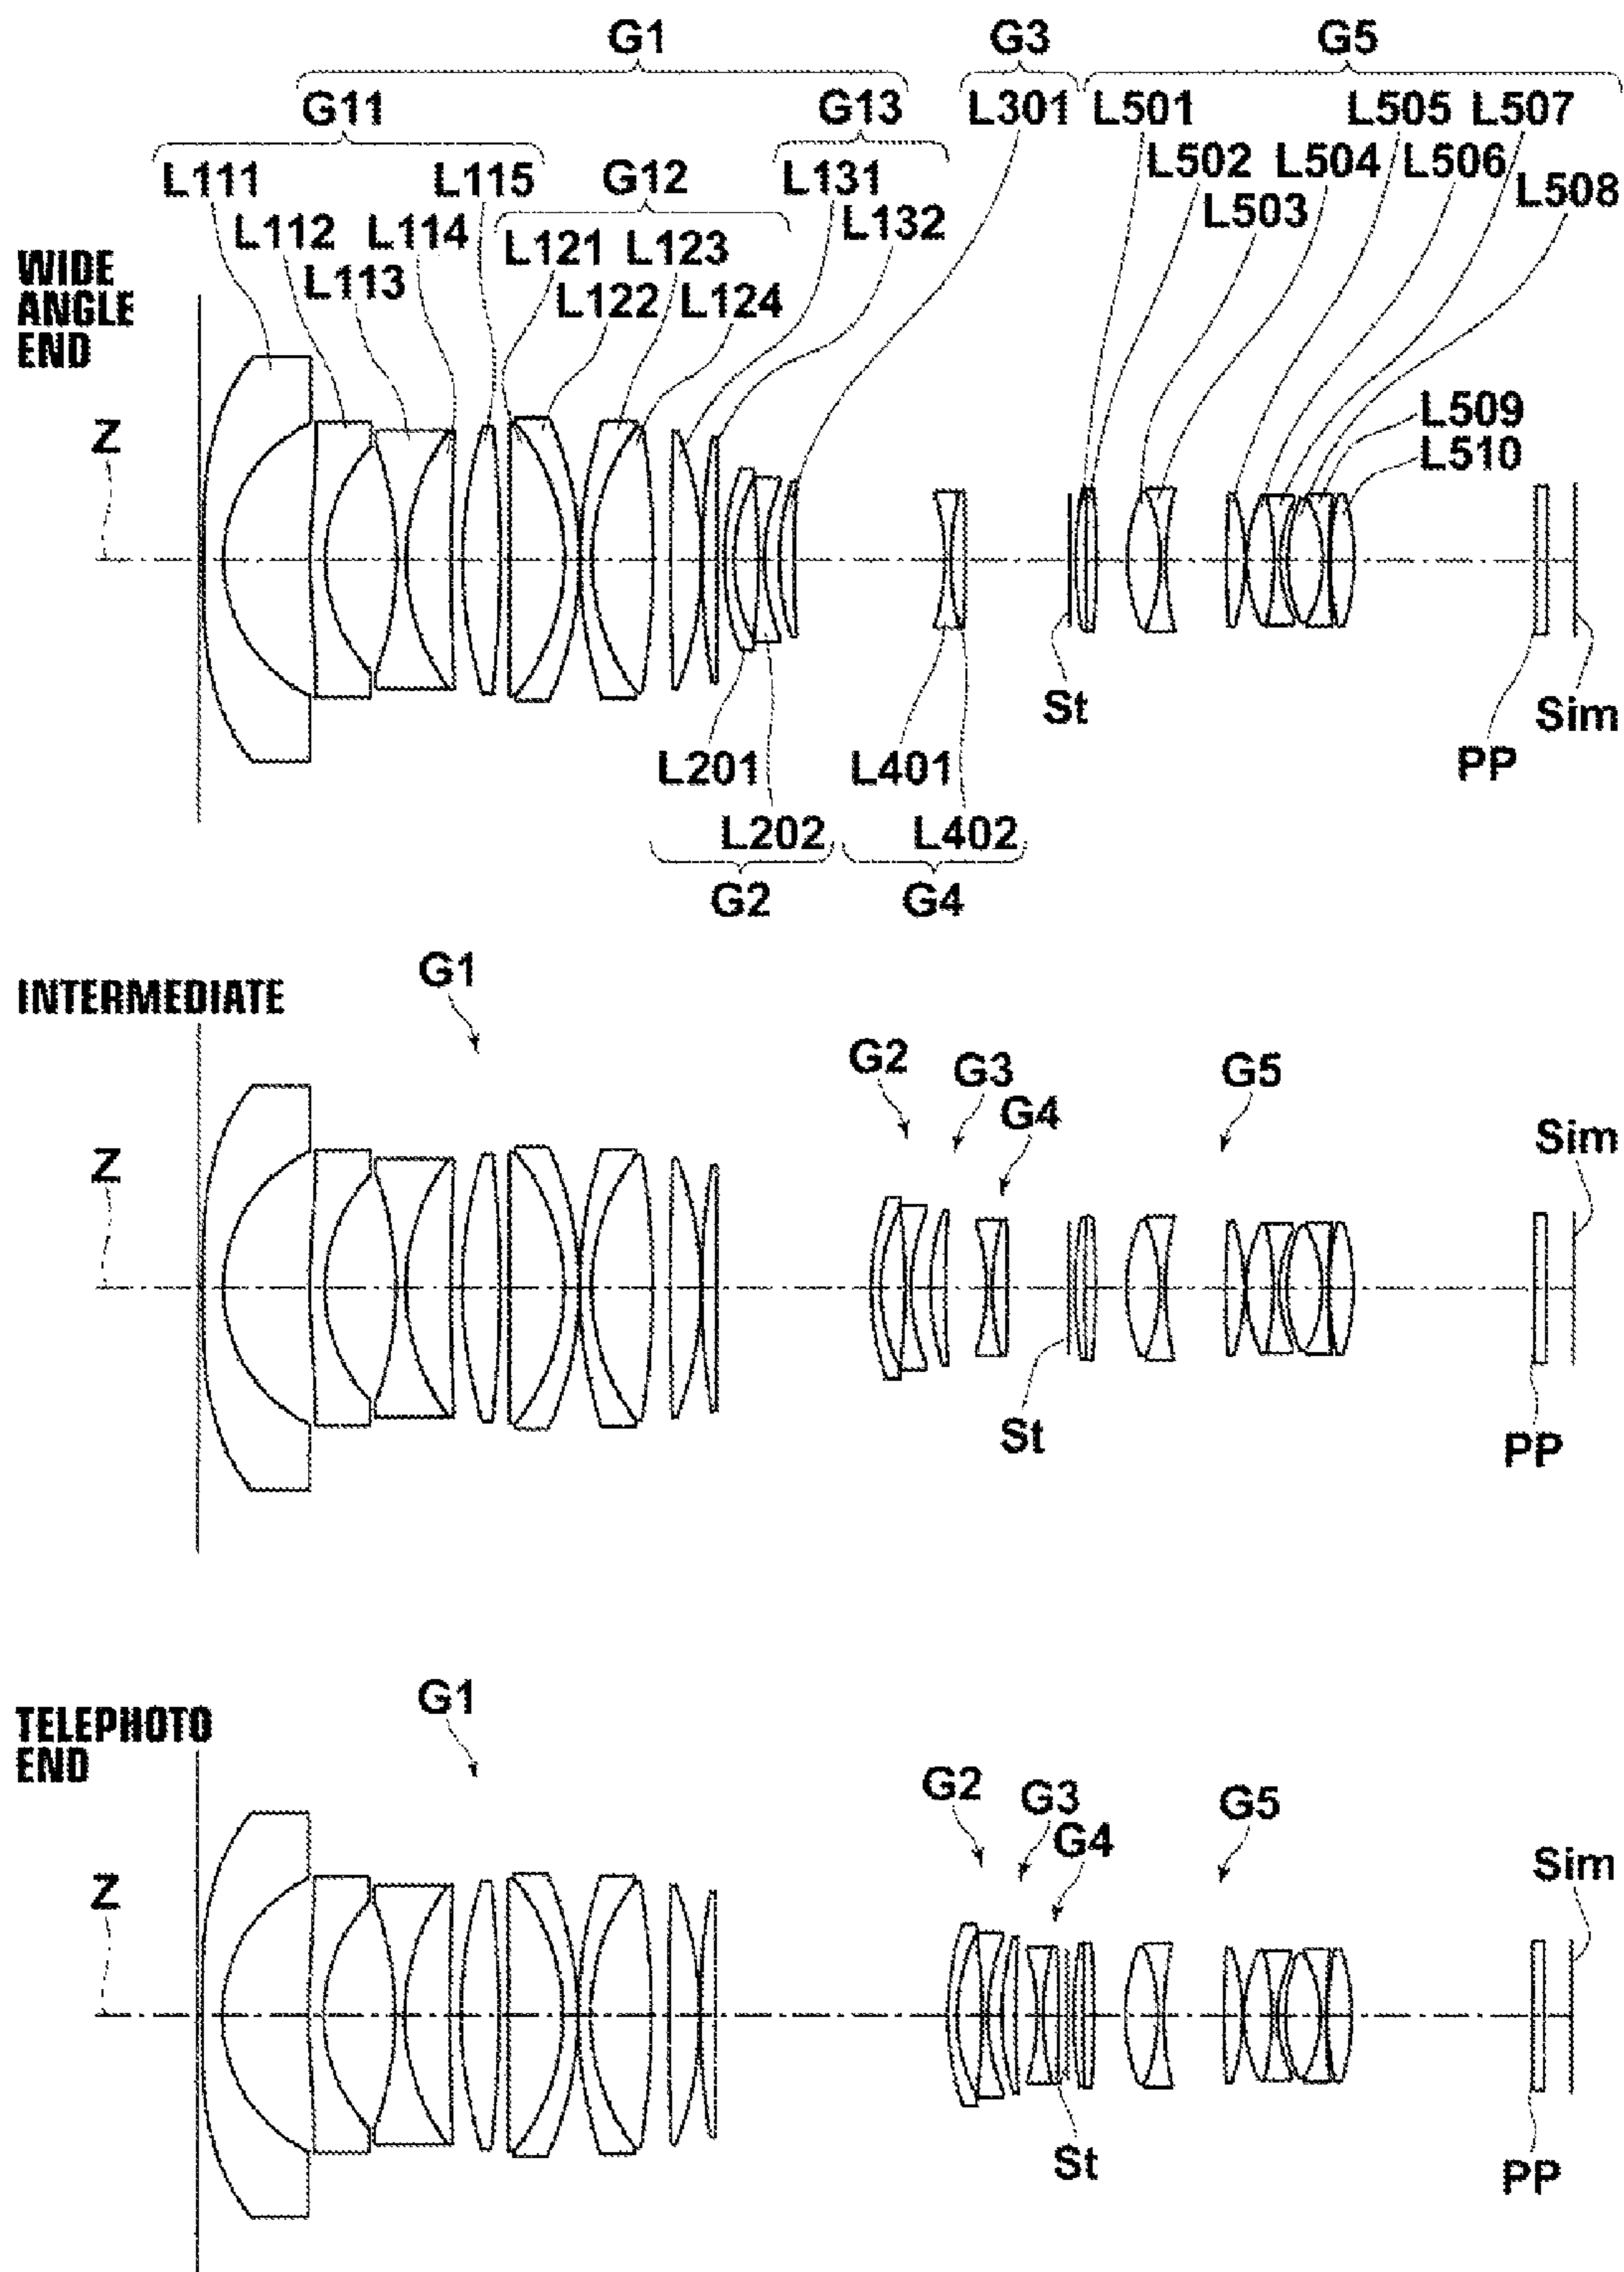 G1 G3 G5
G11 G13 L301 L501 L505 L507
L111 L115 G12 L131 L502 L504 L506 L508
L112 L114 L121 L123 L132 L503
L113 L122 L124
WIDE
ANGLE
END
Z
L509
L510
St Sim
L201 L401 PP
L202 L402
G2 G4
INTERMEDIATE
G1
G2 G3 G5
G4
Z Sim
St PP
TELEPHOTO
END
G1
G2 G3 G5
G4
Z Sim
St PP